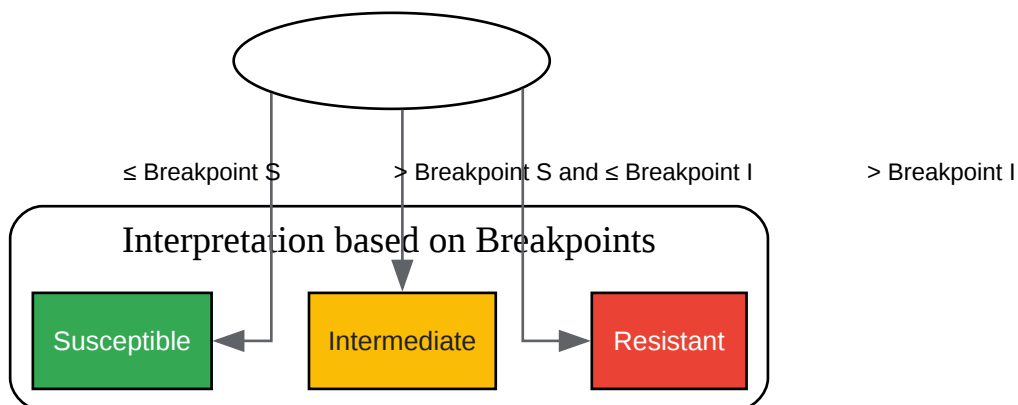 ≤ Breakpoint S
> Breakpoint S and ≤ Breakpoint I
> Breakpoint I
Interpretation based on Breakpoints
Susceptible
Intermediate
Resistant